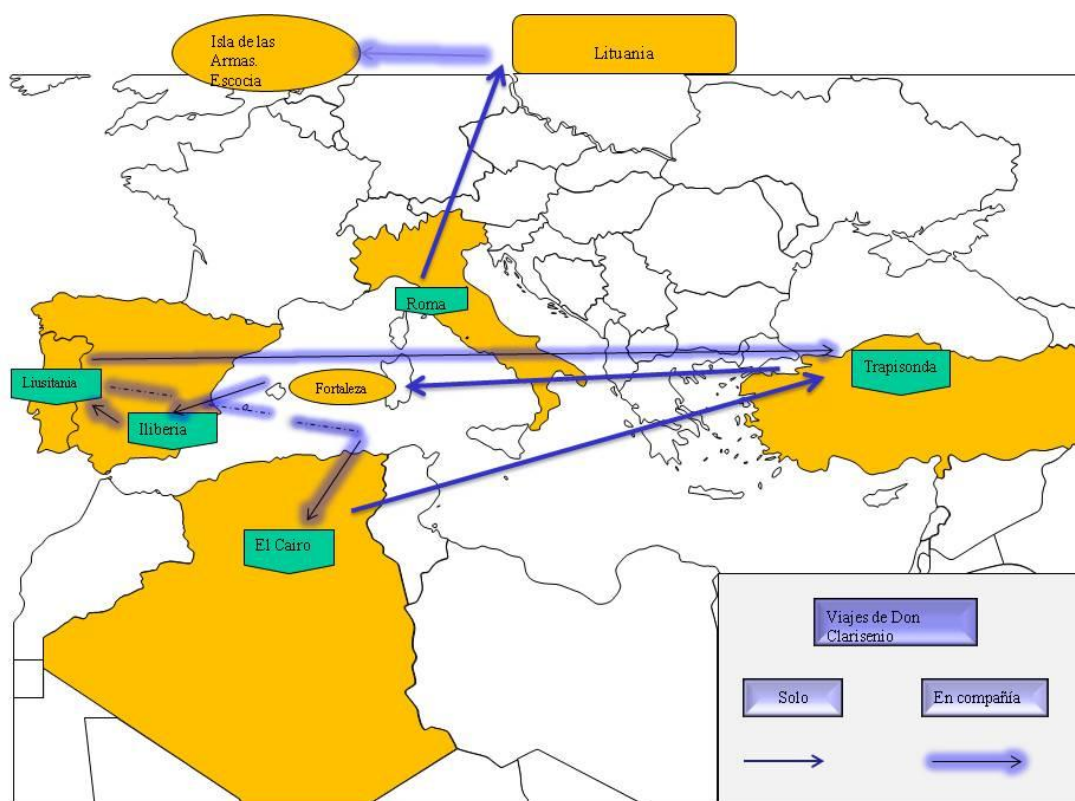 Isla de las
Armas.
Escocia
Lituania
Roma
Liusitania
Fortaleza
Trapisonda
Iliberia
El Cairo
Viajes de Don
Clarisenio
Solo
En compañía